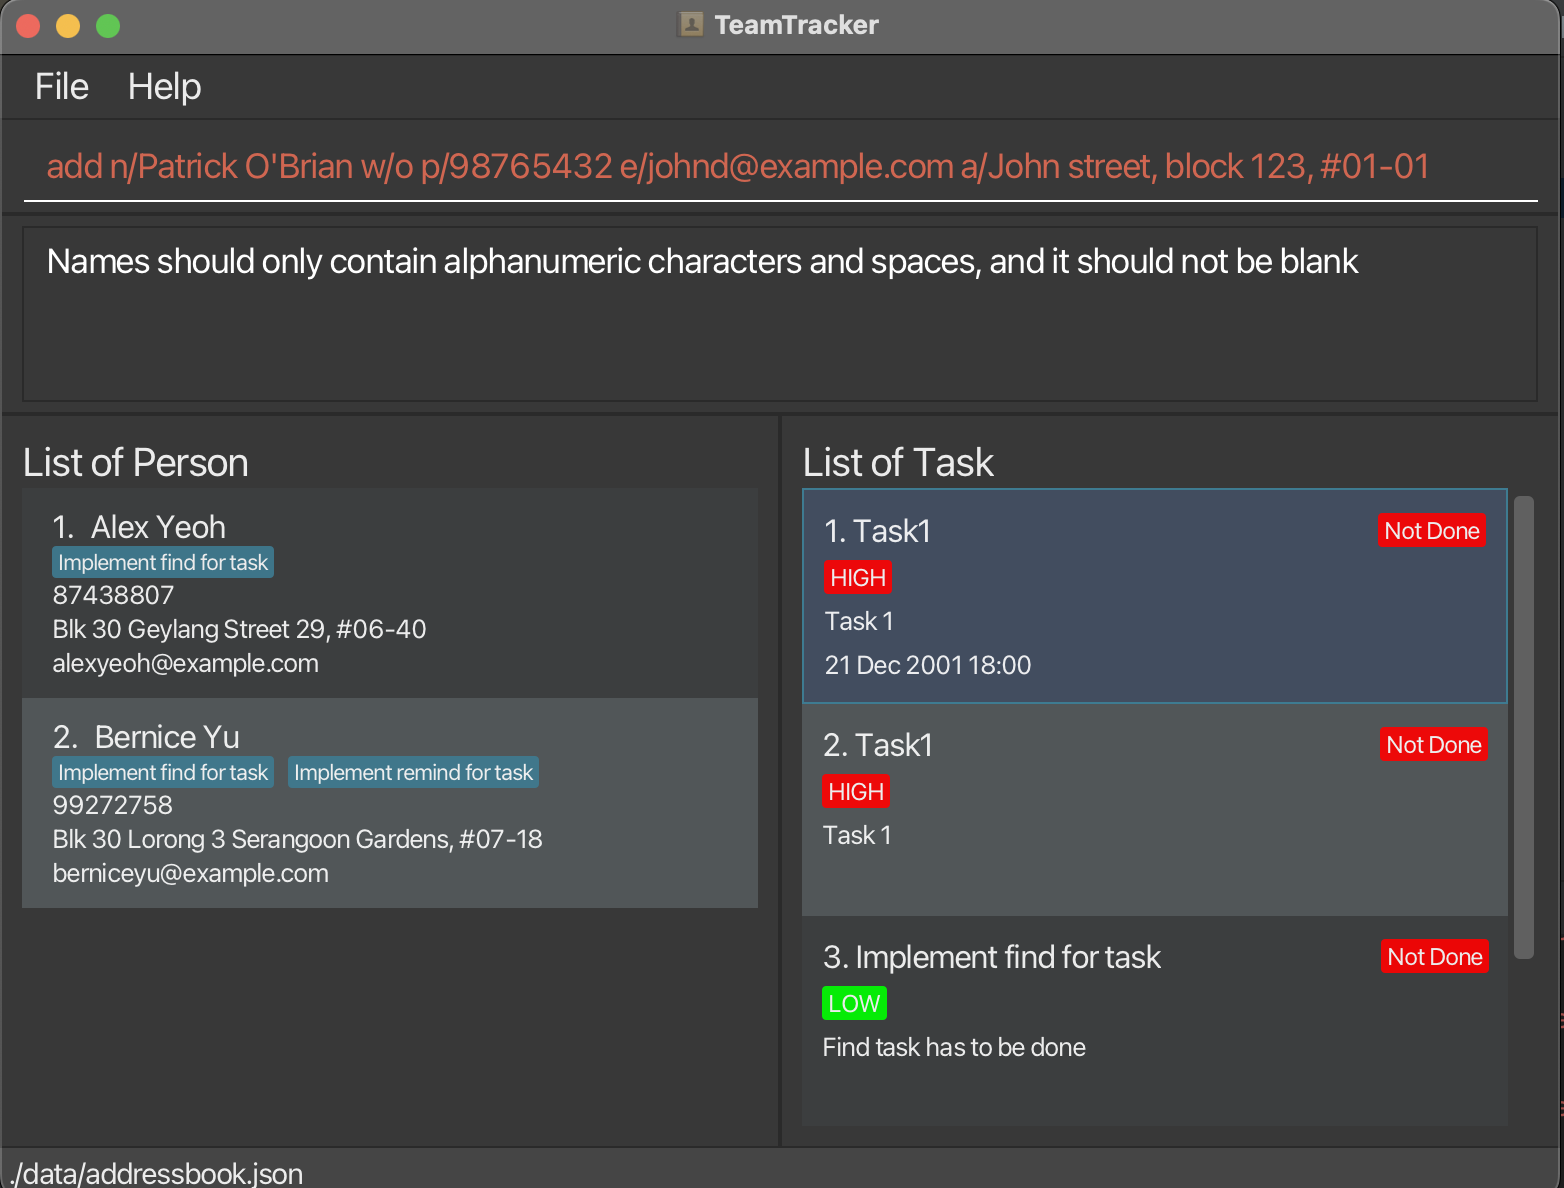 TeamTracker
File Help
add n/Patrick O'Brian w/o p/98765432 e/johnd@example.com a/John street, block 123, #01-01
Names should only contain alphanumeric characters and spaces, and it should not be blank
List of Person
1. Alex Yeoh
Implement find for task
87438807
Blk 30 Geylang Street 29, #06-40
alexyeoh@example.com
2. Bernice Yu
Implement find for task Implement remind for task
99272758
Blk 30 Lorong 3 Serangoon Gardens, #07-18
berniceyu@example.com
List of Task
1. Task1 Not Done
HIGH
Task 1
21 Dec 2001 18:00
2. Task1 Not Done
HIGH
Task 1
3. Implement find for task Not Done
LOW
Find task has to be done
./data/addressbook.json